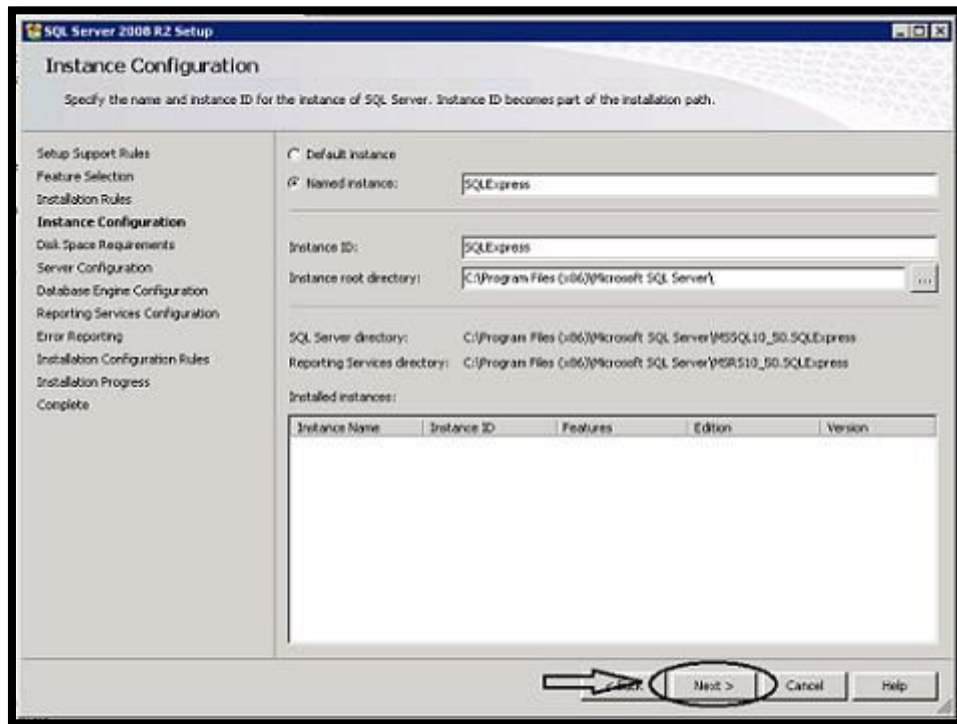 SQL Server 2008 R2 Setup
Instance Configuration
Specify the name and instance ID for the instance of SQL Server. Instance ID becomes part of the installation path.
Setup Support Rules
Feature Selection
Installation Rules
Instance Configuration
Disk Space Requirements
Server Configuration
Database Engine Configuration
Reporting Services Configuration
Error Reporting
Installation Configuration Rules
Installation Progress
Complete
Default instance
Named instance: SQLExpress
Instance ID: SQLExpress
Instance root directory: C:\Program Files (x86)\Microsoft SQL Server\ ...
SQL Server directory: C:\Program Files (x86)\Microsoft SQL Server\MSSQL10_50.SQLExpress
Reporting Services directory: C:\Program Files (x86)\Microsoft SQL Server\MSRS10_50.SQLExpress
Installed instances:
Instance Name Instance ID Features Edition Version
Next > Cancel Help